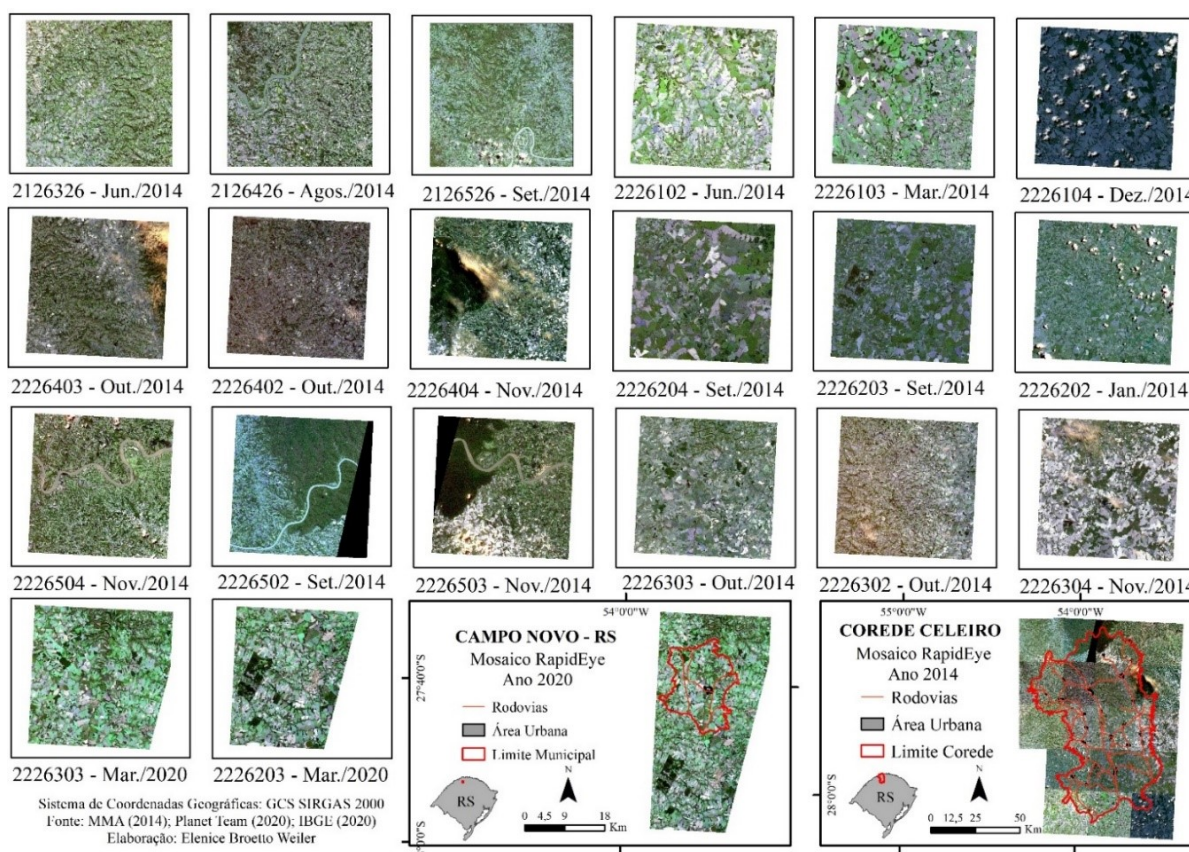 2126326 - Jun./2014
2126426 - Agos./2014
2126526 - Set./2014
2226102 - Jun./2014
2226103 - Mar./2014
2226104 - Dez./2014
2226403 - Out./2014
2226402 - Out./2014
2226404 - Nov./2014
2226204 - Set./2014
2226203 - Set./2014
2226202 - Jan./2014
2226504 - Nov./2014
2226502 - Set./2014
2226503 - Nov./2014
2226303 - Out./2014
2226302 - Out./2014
2226304 - Nov./2014
2226303 - Mar./2020
2226203 - Mar./2020
Sistema de Coordenadas Geográficas: GCS SIRGAS 2000
Fonte: MMA (2014); Planet Team (2020); IBGE (2020)
Elaboração: Elenice Broetto Weiler
54°0'0"W
27°40'0"S
CAMPO NOVO - RS
Mosaico RapidEye
Ano 2020
Rodovias
Área Urbana
Limite Municipal
RS
N
0 4,5 9 18
Km
55°0'0"W
54°0'0"W
28°0'0"S
COREDE CELEIRO
Mosaico RapidEye
Ano 2014
Rodovias
Área Urbana
Limite Corede
RS
N
0 12,5 25 50
Km